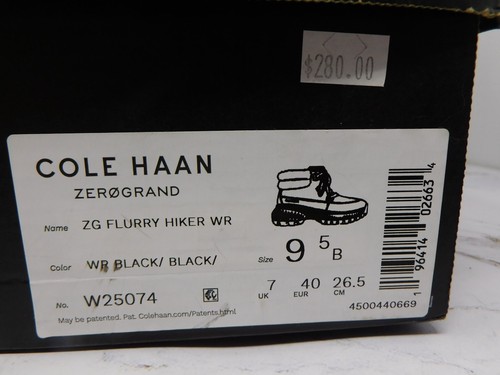 $280.00
COLE HAAN
ZERØGRAND
Name ZG FLURRY HIKER WR
Color WR BLACK/ BLACK/
Size 9 5 B
No. W25074
7 40 26.5
UK EUR CM
May be patented. Pat. Colehaan.com/Patents.html
4500440669
1 96414 02663 4